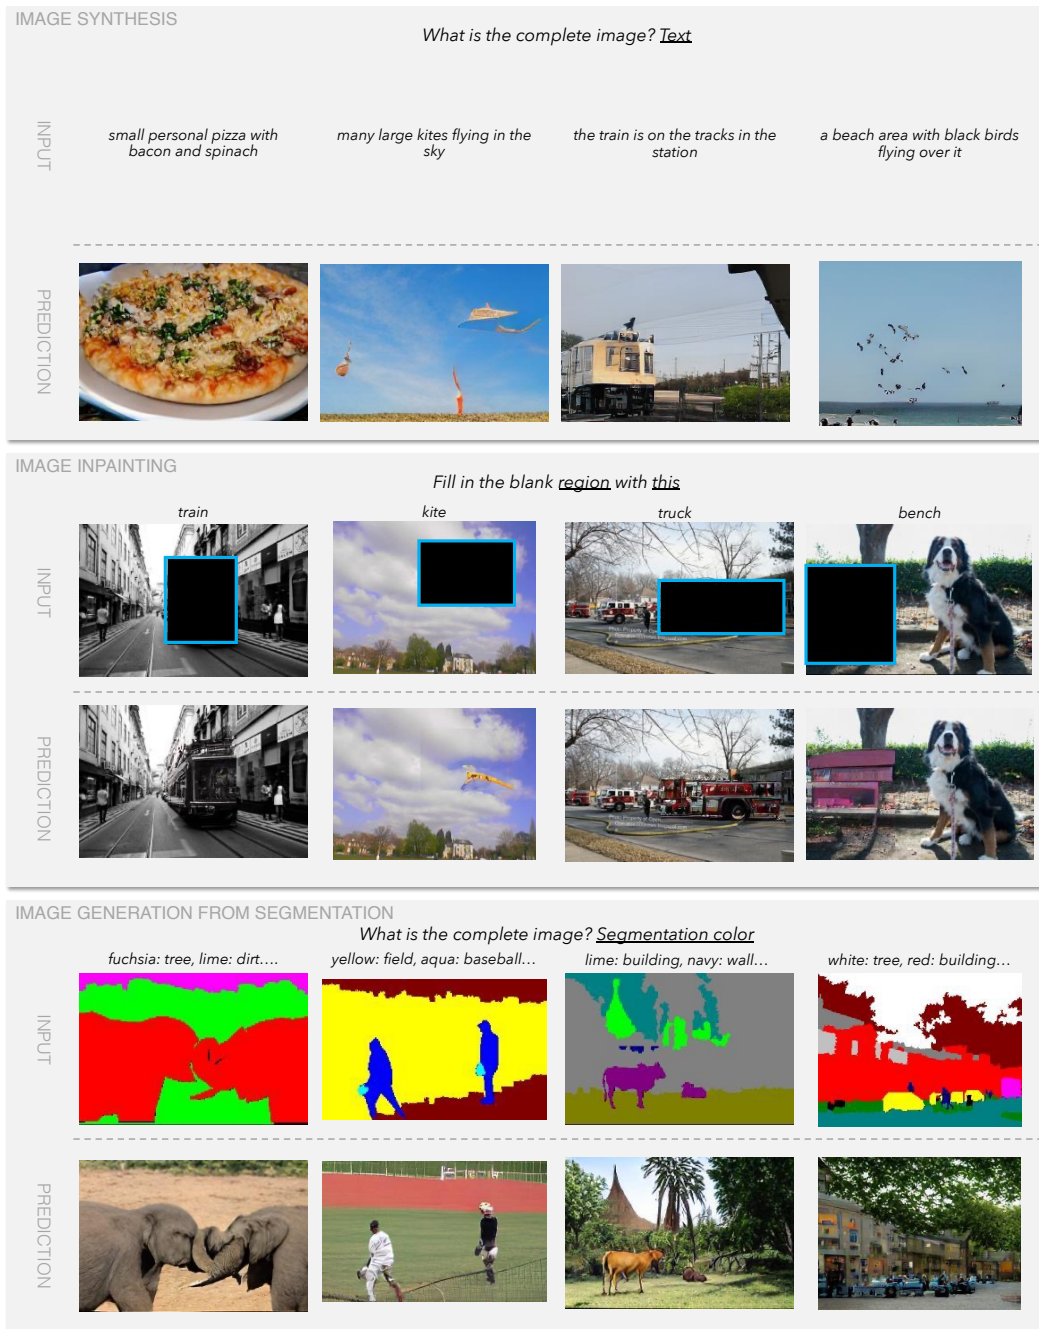 IMAGE SYNTHESIS
What is the complete image? Text
INPUT
small personal pizza with
bacon and spinach
many large kites flying in the
sky
the train is on the tracks in the
station
a beach area with black birds
flying over it
PREDICTION
IMAGE INPAINTING
Fill in the blank region with this
INPUT
train
kite
truck
bench
PREDICTION
IMAGE GENERATION FROM SEGMENTATION
What is the complete image? Segmentation color
INPUT
fuchsia: tree, lime: dirt....
yellow: field, aqua: baseball...
lime: building, navy: wall...
white: tree, red: building...
PREDICTION